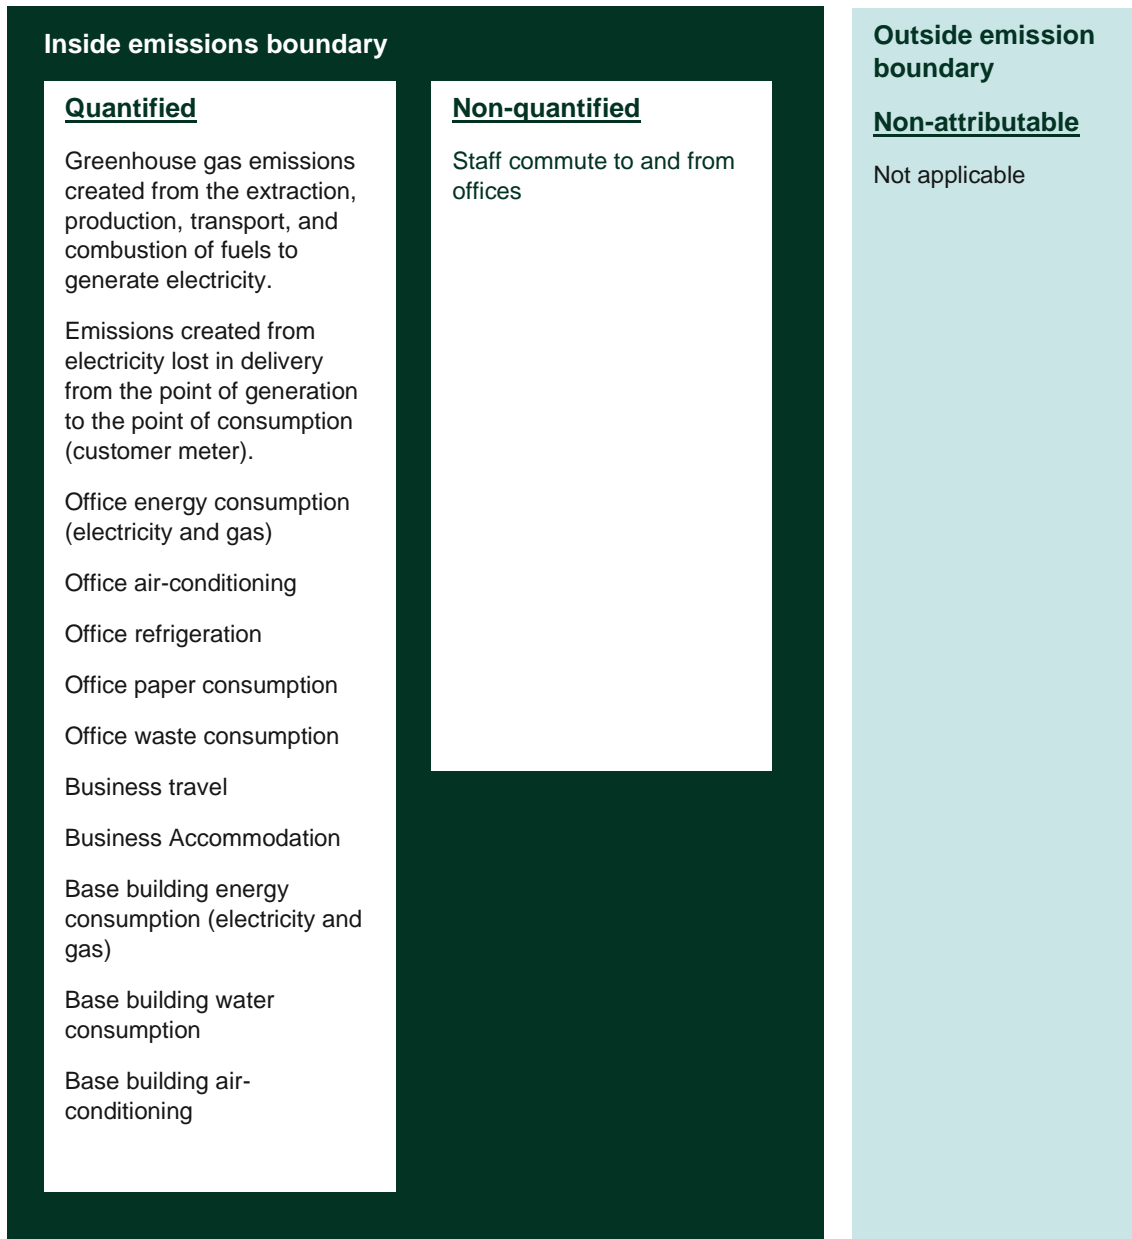 Inside emissions boundary
Quantified
Greenhouse gas emissions
created from the extraction,
production, transport, and
combustion of fuels to
generate electricity.
Emissions created from
electricity lost in delivery
from the point of generation
to the point of consumption
(customer meter).
Office energy consumption
(electricity and gas)
Office air-conditioning
Office refrigeration
Office paper consumption
Office waste consumption
Business travel
Business Accommodation
Base building energy
consumption (electricity and
gas)
Base building water
consumption
Base building air-
conditioning
Non-quantified
Staff commute to and from
offices
Outside emission
boundary
Non-attributable
Not applicable